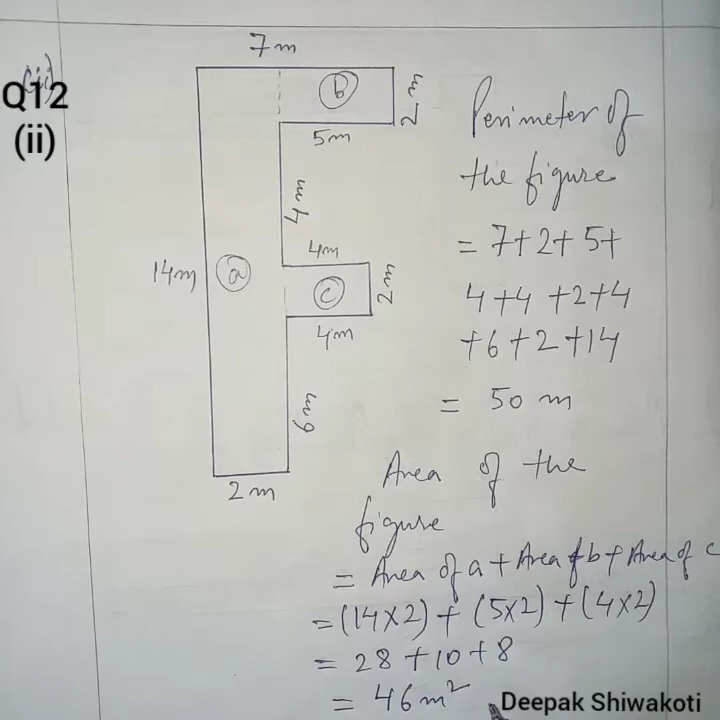 (ii)
Q12
(ii)
7m
b
2m
5m
4m
4m
14m
a
c
2m
4m
6m
2m
Perimeter of
the figure
= 7+2+5+
4+4+2+4
+6+2+14
= 50 m
Area of the
figure
= Area of a + Area of b + Area of c
= (14×2) + (5×2) + (4×2)
= 28+10+8
= 46m²
Deepak Shiwakoti